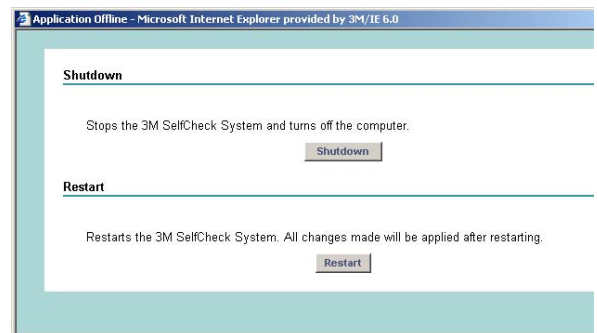 Application Offline - Microsoft Internet Explorer provided by 3M/IE 6.0
Shutdown
Stops the 3M SelfCheck System and turns off the computer.
Shutdown
Restart
Restarts the 3M SelfCheck System. All changes made will be applied after restarting.
Restart